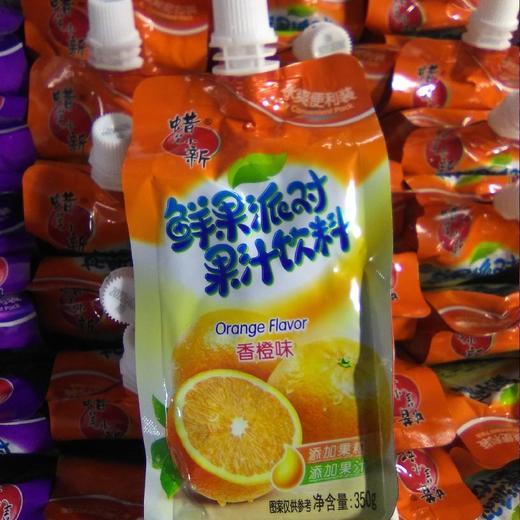 蜡小新
鲜果派对
果汁饮料
Orange Flavor
香橙味
添加果粒
添加果汁
图案仅供参考 净含量:350g